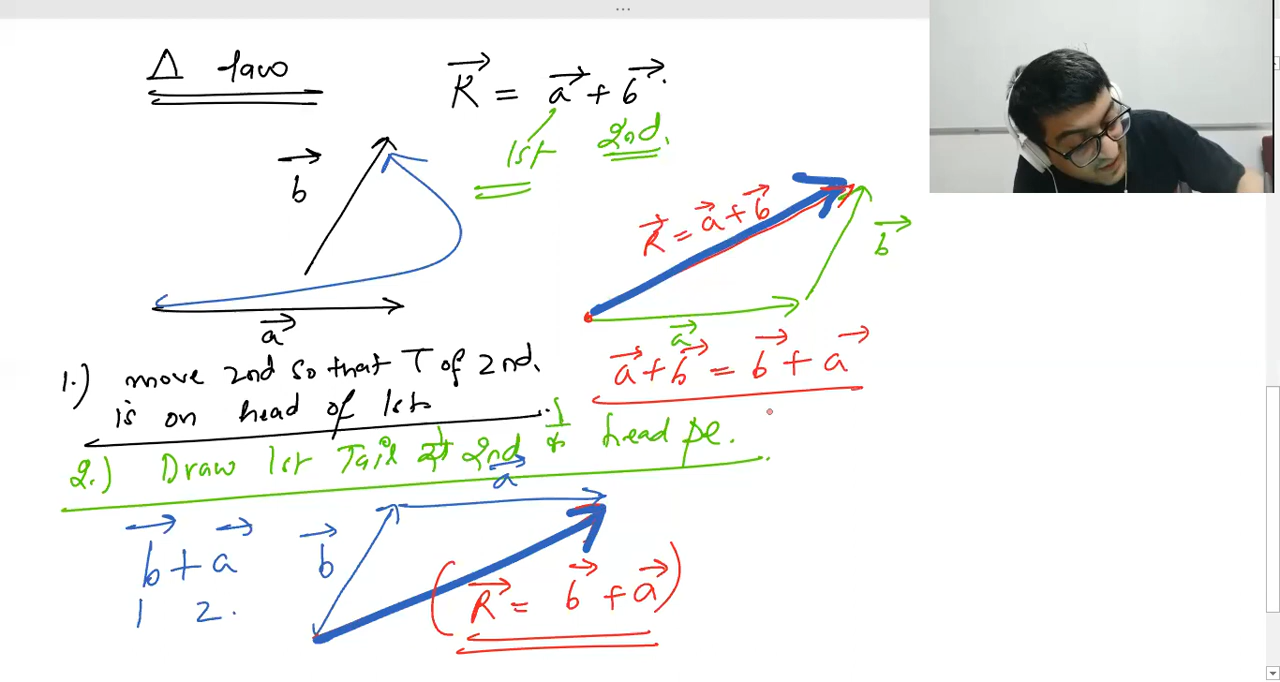 Δ law
R⃗ = a⃗ + b⃗.
1st 2nd.
b⃗
a⃗
R⃗ = a⃗ + b⃗
b⃗
a⃗
a⃗ + b⃗ = b⃗ + a⃗
1.) move 2nd so that T of 2nd.
is on head of 1st.
2.) Draw 1st Tail 2nd head pe.
a⃗
b⃗ + a⃗
1 2.
b⃗
(R⃗ = b⃗ + a⃗)